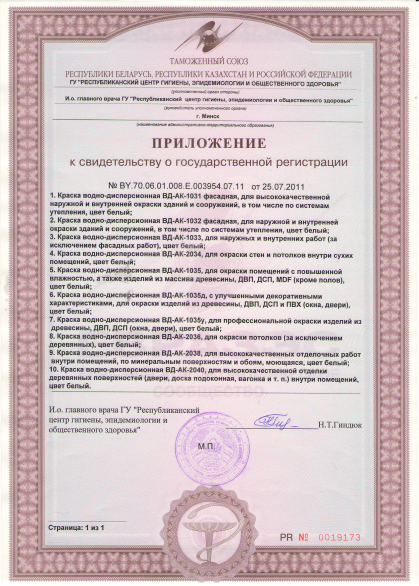 ТАМОЖЕННЫЙ СОЮЗ
РЕСПУБЛИКИ БЕЛАРУСЬ, РЕСПУБЛИКИ КАЗАХСТАН И РОССИЙСКОЙ ФЕДЕРАЦИИ
ГУ "РЕСПУБЛИКАНСКИЙ ЦЕНТР ГИГИЕНЫ, ЭПИДЕМИОЛОГИИ И ОБЩЕСТВЕННОГО ЗДОРОВЬЯ"
(уполномоченный орган стороны)
И.о. главного врача ГУ "Республиканский центр гигиены, эпидемиологии и общественного здоровья"
(руководитель уполномоченного органа)
г. Минск
(наименование административно-территориального образования)
ПРИЛОЖЕНИЕ
к свидетельству о государственной регистрации
№ BY.70.06.01.008.Е.003954.07.11 от 25.07.2011
1. Краска водно-дисперсионная ВД-АК-1031 фасадная, для высококачественной
наружной и внутренней окраски зданий и сооружений, в том числе по системам
утепления, цвет белый;
2. Краска водно-дисперсионная ВД-АК-1032 фасадная, для наружной и внутренней
окраски зданий и сооружений, в том числе по системам утепления, цвет белый;
3. Краска водно-дисперсионная ВД-АК-1033, для наружных и внутренних работ (за
исключением фасадных работ), цвет белый;
4. Краска водно-дисперсионная ВД-АК-2034, для окраски стен и потолков внутри сухих
помещений, цвет белый;
5. Краска водно-дисперсионная ВД-АК-1035, для окраски помещений с повышенной
влажностью, а также изделий из массива древесины, ДВП, ДСП, MDF (кроме полов),
цвет белый;
6. Краска водно-дисперсионная ВД-АК-1035д, с улучшенными декоративными
характеристиками, для окраски изделий из древесины, ДВП, ДСП и ПВХ (окна, двери),
цвет белый;
7. Краска водно-дисперсионная ВД-АК-1035у, для профессиональной окраски изделий из
древесины, ДВП, ДСП (окна, двери), цвет белый;
8. Краска водно-дисперсионная ВД-АК-2036, для окраски потолков (за исключением
деревянных), цвет белый;
9. Краска водно-дисперсионная ВД-АК-2038, для высококачественных отделочных работ
внутри помещений, по минеральным поверхностям и обоям, моющаяся, цвет белый;
10. Краска водно-дисперсионная ВД-АК-2040, для высококачественной отделки
деревянных поверхностей (двери, доска подоконная, вагонка и т. п.) внутри помещений,
цвет белый.
И.о. главного врача ГУ "Республиканский
центр гигиены, эпидемиологии и
общественного здоровья"
Н.Т.Гиндюк
М.П.
Страница: 1 из 1
PR № 0019173